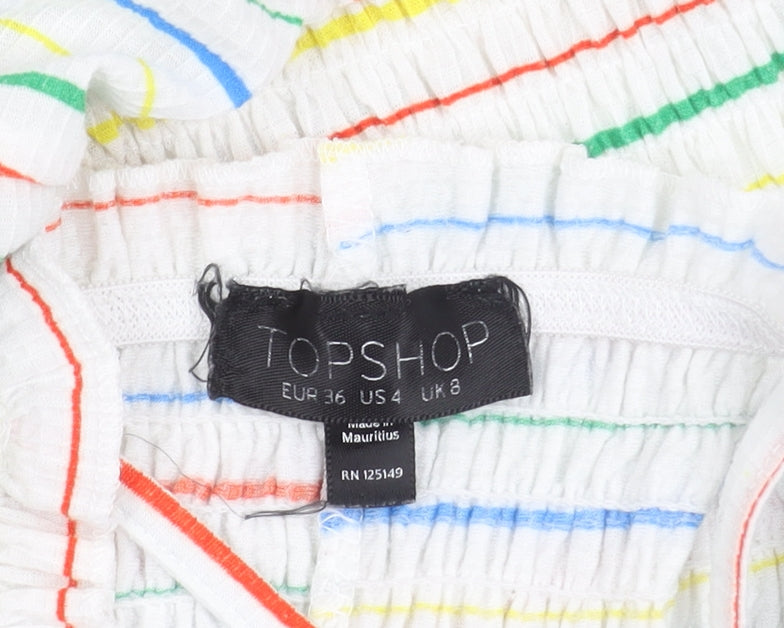 TOPSHOP
EUR 36 US 4 UK 8
Made in
Mauritius
RN 125149